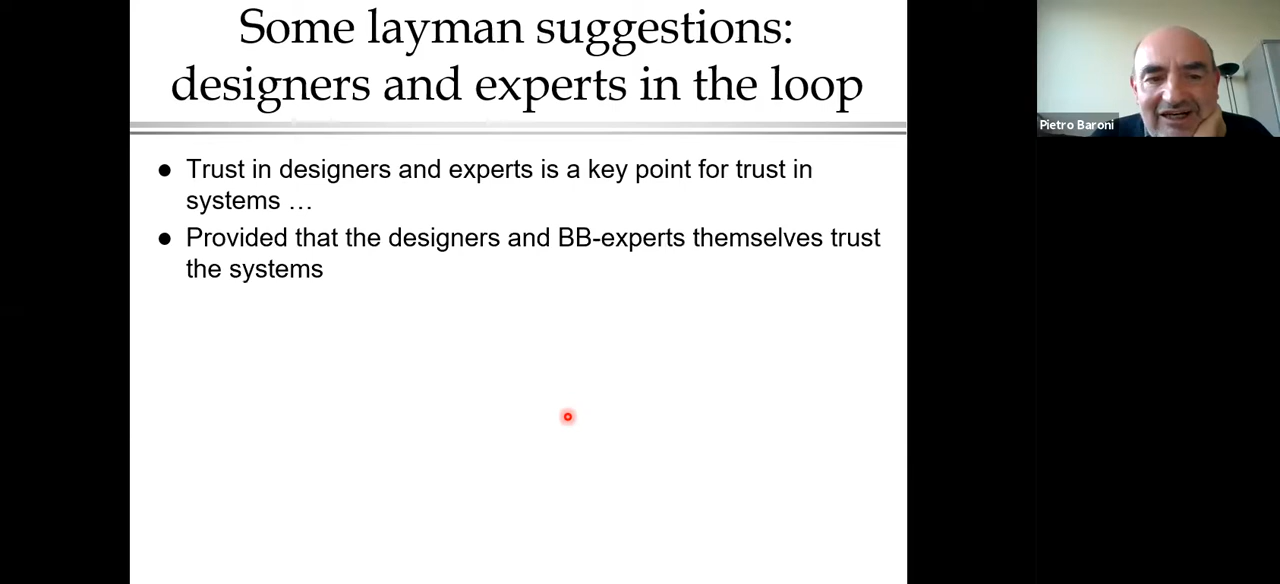 Some layman suggestions:
designers and experts in the loop
● Trust in designers and experts is a key point for trust in
systems …
● Provided that the designers and BB-experts themselves trust
the systems
Pietro Baroni